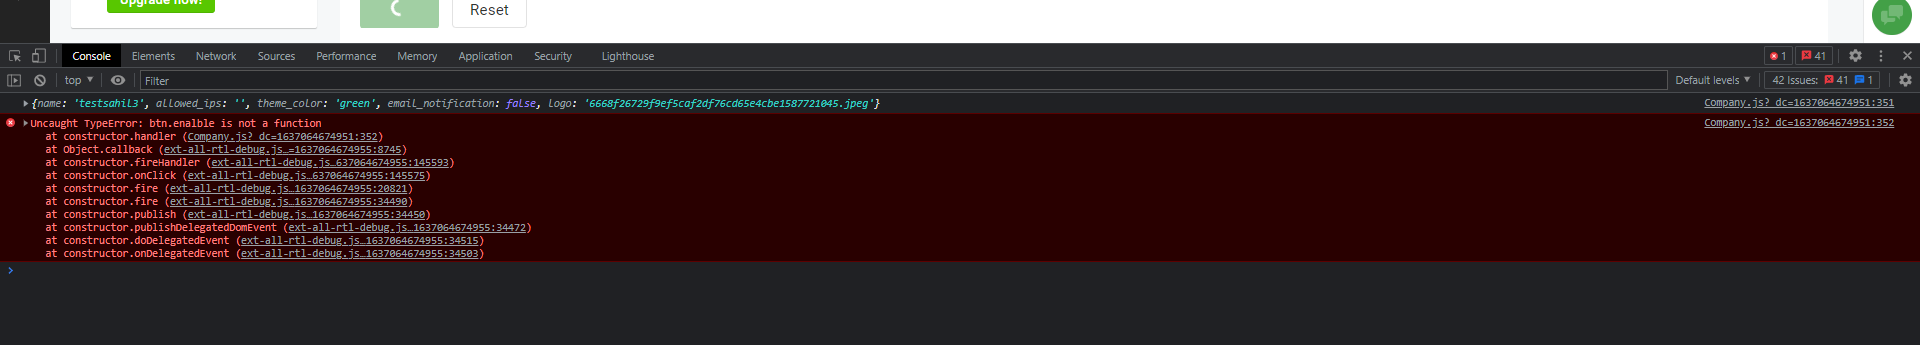 Upgrade now!
Reset
Console Elements Network Sources Performance Memory Application Security Lighthouse 1 41
top Filter Default levels 42 Issues: 41 1
{name: 'testsahil3', allowed_ips: '', theme_color: 'green', email_notification: false, logo: '6668f26729f9ef5caf2df76cd65e4cbe1587721045.jpeg'} Company.js? dc=1637064674951:351
Uncaught TypeError: btn.enalble is not a function Company.js? dc=1637064674951:352
at constructor.handler (Company.js? dc=1637064674951:352)
at Object.callback (ext-all-rtl-debug.js…=1637064674955:8745)
at constructor.fireHandler (ext-all-rtl-debug.js…637064674955:145593)
at constructor.onClick (ext-all-rtl-debug.js…637064674955:145575)
at constructor.fire (ext-all-rtl-debug.js…1637064674955:20821)
at constructor.fire (ext-all-rtl-debug.js…1637064674955:34490)
at constructor.publish (ext-all-rtl-debug.js…1637064674955:34450)
at constructor.publishDelegatedDomEvent (ext-all-rtl-debug.js…1637064674955:34472)
at constructor.doDelegatedEvent (ext-all-rtl-debug.js…1637064674955:34515)
at constructor.onDelegatedEvent (ext-all-rtl-debug.js…1637064674955:34503)